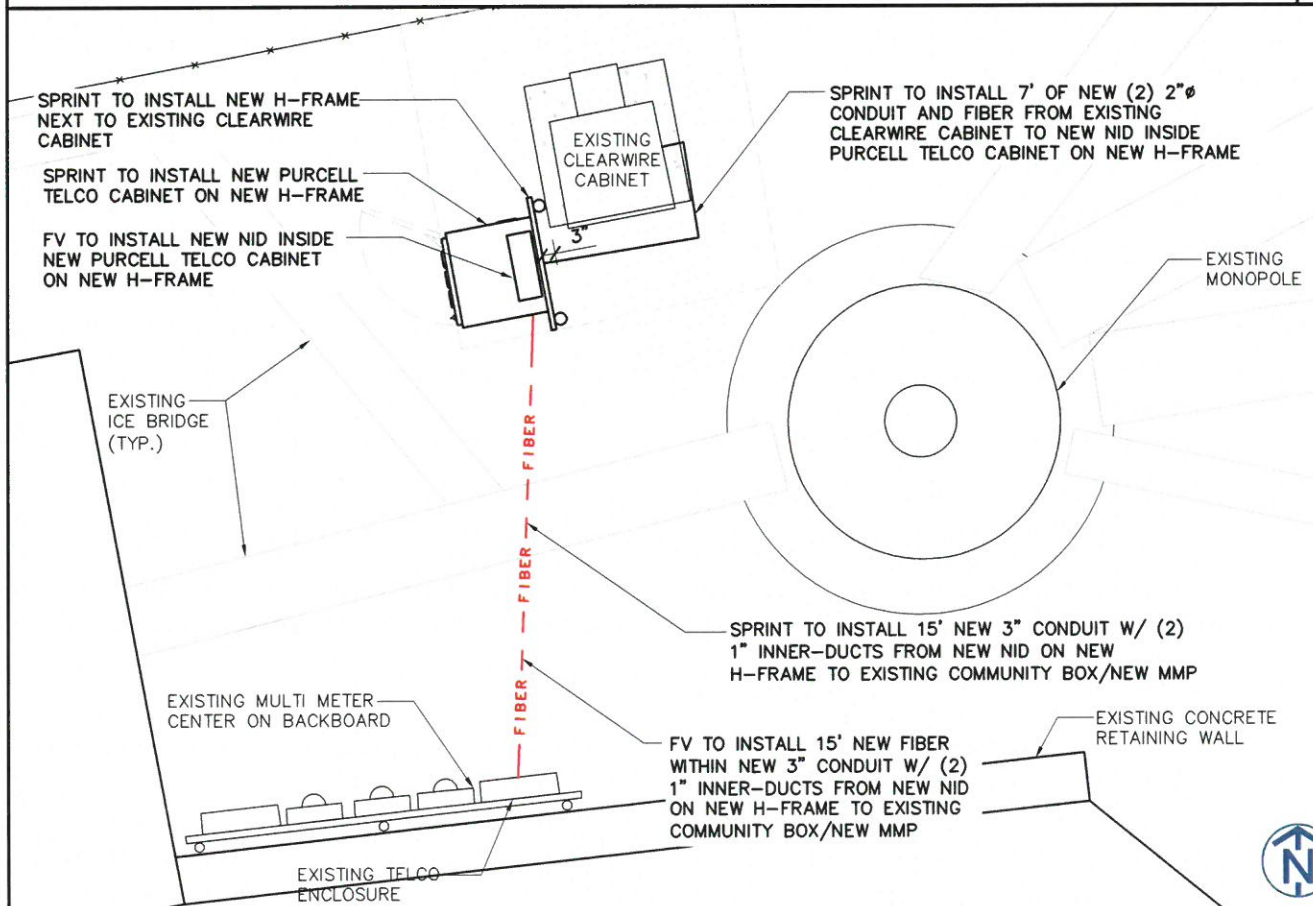 SPRINT TO INSTALL NEW H-FRAME
NEXT TO EXISTING CLEARWIRE
CABINET
SPRINT TO INSTALL NEW PURCELL
TELCO CABINET ON NEW H-FRAME
FV TO INSTALL NEW NID INSIDE
NEW PURCELL TELCO CABINET
ON NEW H-FRAME
EXISTING
CLEARWIRE
CABINET
3"
SPRINT TO INSTALL 7' OF NEW (2) 2"ø
CONDUIT AND FIBER FROM EXISTING
CLEARWIRE CABINET TO NEW NID INSIDE
PURCELL TELCO CABINET ON NEW H-FRAME
EXISTING
MONOPOLE
EXISTING
ICE BRIDGE
(TYP.)
FIBER
FIBER
FIBER
SPRINT TO INSTALL 15' NEW 3" CONDUIT W/ (2)
1" INNER-DUCTS FROM NEW NID ON NEW
H-FRAME TO EXISTING COMMUNITY BOX/NEW MMP
EXISTING MULTI METER
CENTER ON BACKBOARD
FV TO INSTALL 15' NEW FIBER
WITHIN NEW 3" CONDUIT W/ (2)
1" INNER-DUCTS FROM NEW NID
ON NEW H-FRAME TO EXISTING
COMMUNITY BOX/NEW MMP
EXISTING CONCRETE
RETAINING WALL
EXISTING TELCO
ENCLOSURE
N